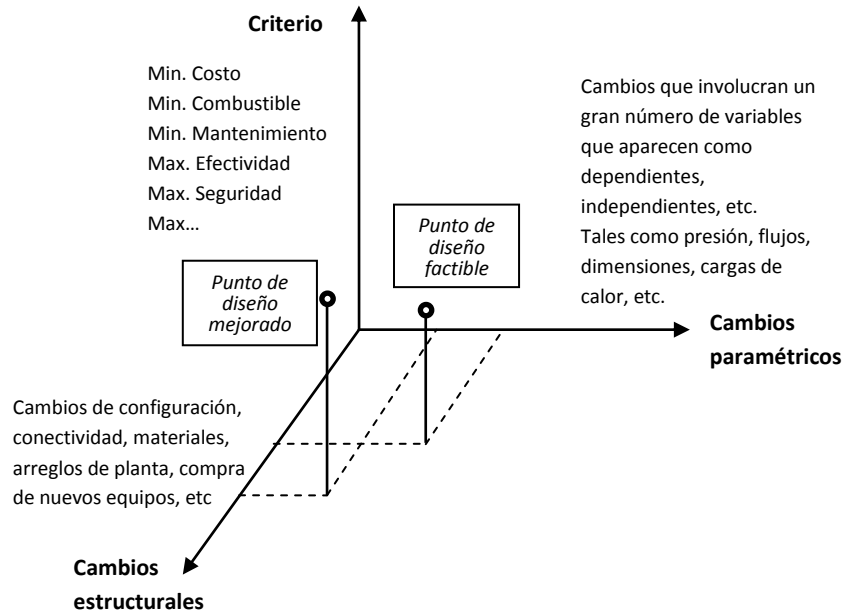 Criterio
Min. Costo
Min. Combustible
Min. Mantenimiento
Max. Efectividad
Max. Seguridad
Max...
Cambios que involucran un
gran número de variables
que aparecen como
dependientes,
independientes, etc.
Tales como presión, flujos,
dimensiones, cargas de
calor, etc.
Punto de
diseño
factible
Punto de
diseño
mejorado
Cambios
paramétricos
Cambios de configuración,
conectividad, materiales,
arreglos de planta, compra
de nuevos equipos, etc
Cambios
estructurales